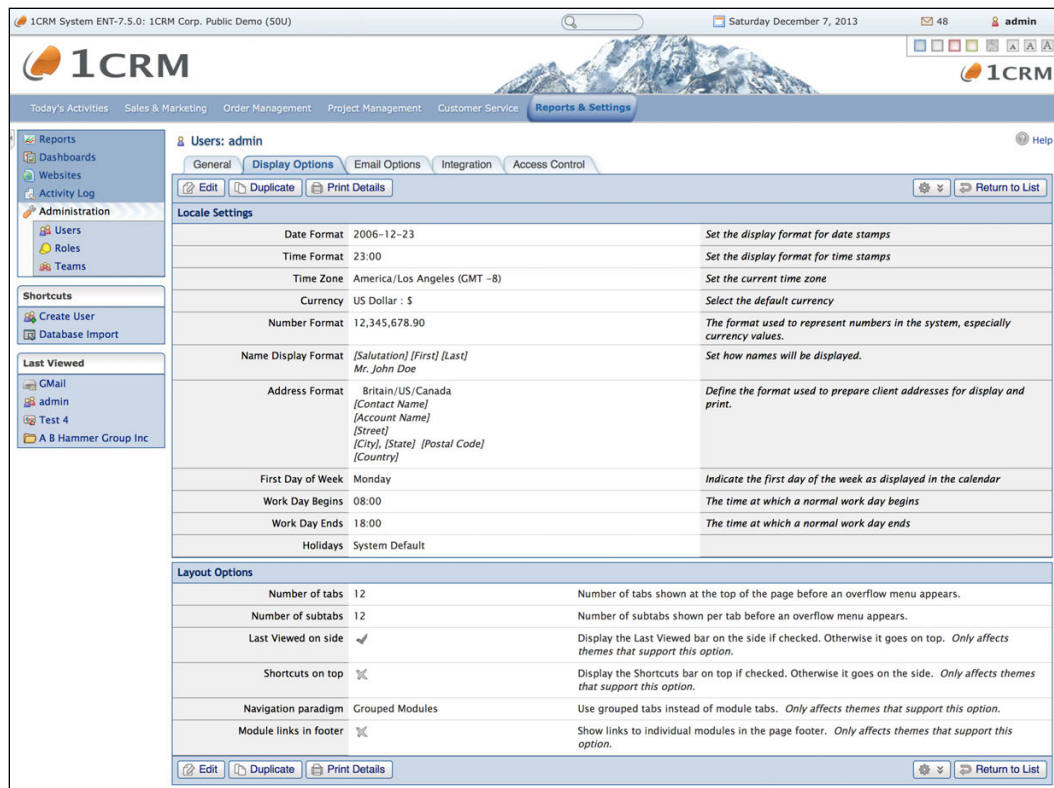 1CRM System ENT-7.5.0: 1CRM Corp. Public Demo (50U)
Saturday December 7, 2013
48
admin
1CRM
A A A
1CRM
Today's Activities Sales & Marketing Order Management Project Management Customer Service Reports & Settings
Reports
Dashboards
Websites
Activity Log
Administration
Users
Roles
Teams
Shortcuts
Create User
Database Import
Last Viewed
GMail
admin
Test 4
A B Hammer Group Inc
Users: admin
Help
General Display Options Email Options Integration Access Control
Edit Duplicate Print Details Return to List
Locale Settings
Date Format 2006-12-23 Set the display format for date stamps
Time Format 23:00 Set the display format for time stamps
Time Zone America/Los Angeles (GMT -8) Set the current time zone
Currency US Dollar : $ Select the default currency
Number Format 12,345,678.90 The format used to represent numbers in the system, especially
currency values.
Name Display Format [Salutation] [First] [Last] Set how names will be displayed.
Mr. John Doe
Address Format Britain/US/Canada Define the format used to prepare client addresses for display and
[Contact Name] print.
[Account Name]
[Street]
[City], [State] [Postal Code]
[Country]
First Day of Week Monday Indicate the first day of the week as displayed in the calendar
Work Day Begins 08:00 The time at which a normal work day begins
Work Day Ends 18:00 The time at which a normal work day ends
Holidays System Default
Layout Options
Number of tabs 12 Number of tabs shown at the top of the page before an overflow menu appears.
Number of subtabs 12 Number of subtabs shown per tab before an overflow menu appears.
Last Viewed on side Display the Last Viewed bar on the side if checked. Otherwise it goes on top. Only affects
themes that support this option.
Shortcuts on top Display the Shortcuts bar on top if checked. Otherwise it goes on the side. Only affects themes
that support this option.
Navigation paradigm Grouped Modules Use grouped tabs instead of module tabs. Only affects themes that support this option.
Module links in footer Show links to individual modules in the page footer. Only affects themes that support this
option.
Edit Duplicate Print Details Return to List